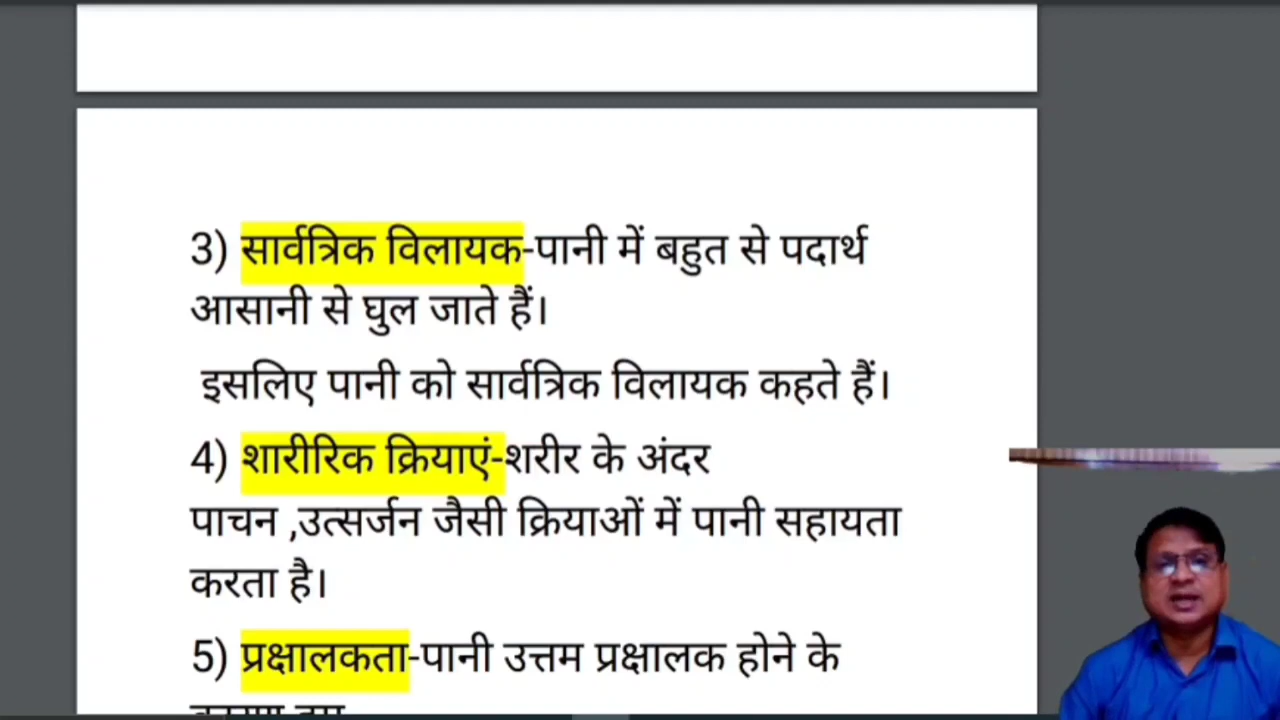 3) सार्वत्रिक विलायक-पानी में बहुत से पदार्थ
आसानी से घुल जाते हैं।
इसलिए पानी को सार्वत्रिक विलायक कहते हैं।
4) शारीरिक क्रियाएं-शरीर के अंदर
पाचन ,उत्सर्जन जैसी क्रियाओं में पानी सहायता
करता है।
5) प्रक्षालकता-पानी उत्तम प्रक्षालक होने के